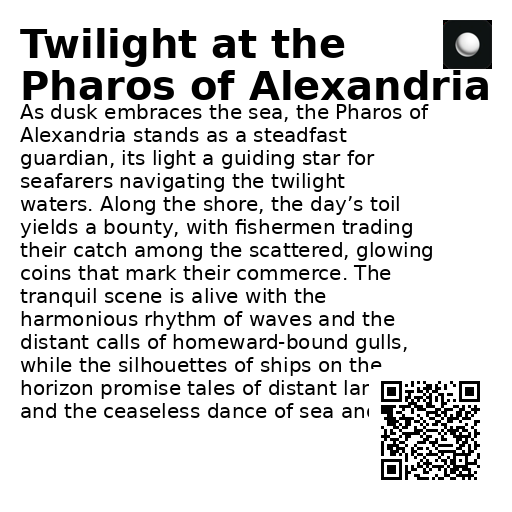 Twilight at the
Pharos of Alexandria
As dusk embraces the sea, the Pharos of
Alexandria stands as a steadfast
guardian, its light a guiding star for
seafarers navigating the twilight
waters. Along the shore, the day’s toil
yields a bounty, with fishermen trading
their catch among the scattered, glowing
coins that mark their commerce. The
tranquil scene is alive with the
harmonious rhythm of waves and the
distant calls of homeward-bound gulls,
while the silhouettes of ships on the
horizon promise tales of distant
and the ceaseless dance of sea